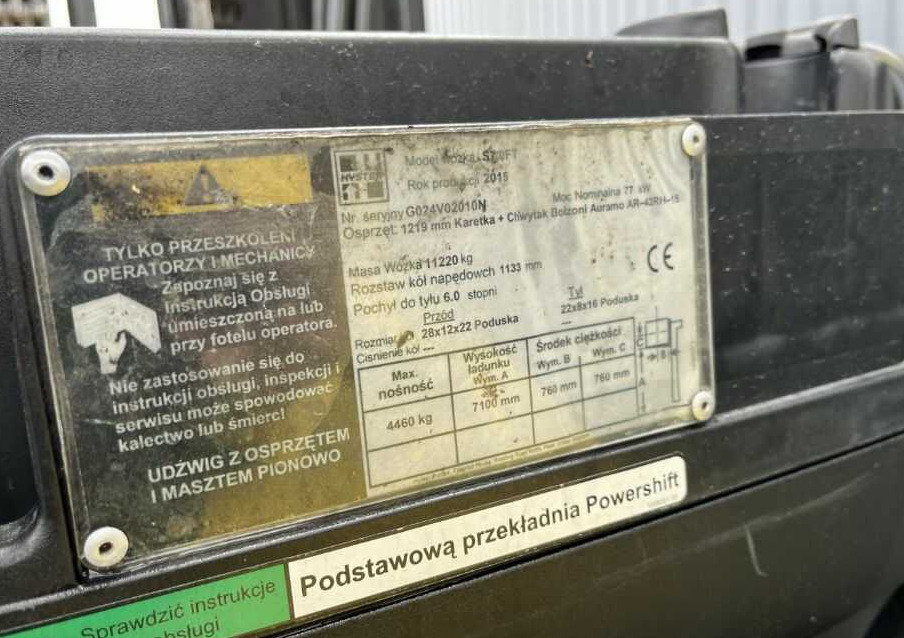 TYLKO PRZESZKOLENI
OPERATORZY I MECHANICY
Zapoznaj się z
Instrukcją Obsługi
umieszczoną na lub
przy fotelu operatora.
Nie zastosowanie się do
instrukcji obsługi, inspekcji i
serwisu może spowodować
kalectwo lub śmierć!
UDŹWIG Z OSPRZĘTEM
I MASZTEM PIONOWO
HYSTER
Model wózka
Rok produkcji 2015
Nr. seryjny G024V02010N Moc Nominalna 77 kW
Osprzęt: 1219 mm Karetka + Chwytak Bolzoni Auramo AR-43RH-15
Masa Wózka 11220 kg
Rozstaw kół napędowch 1133 mm
Pochył do tyłu 6.0 stopni
CE
Przód Tył
Rozmiar 28x12x22 Poduska 22x8x16 Poduska
Cisnienie kół --- ---
Max. nośność Wysokość ładunku Wym. A Środek ciężkości Wym. B Wym. C
4460 kg 7100 mm 760 mm 760 mm
C
B
A
Podstawową przekładnia Powershift
Sprawdzić instrukcje
obsługi